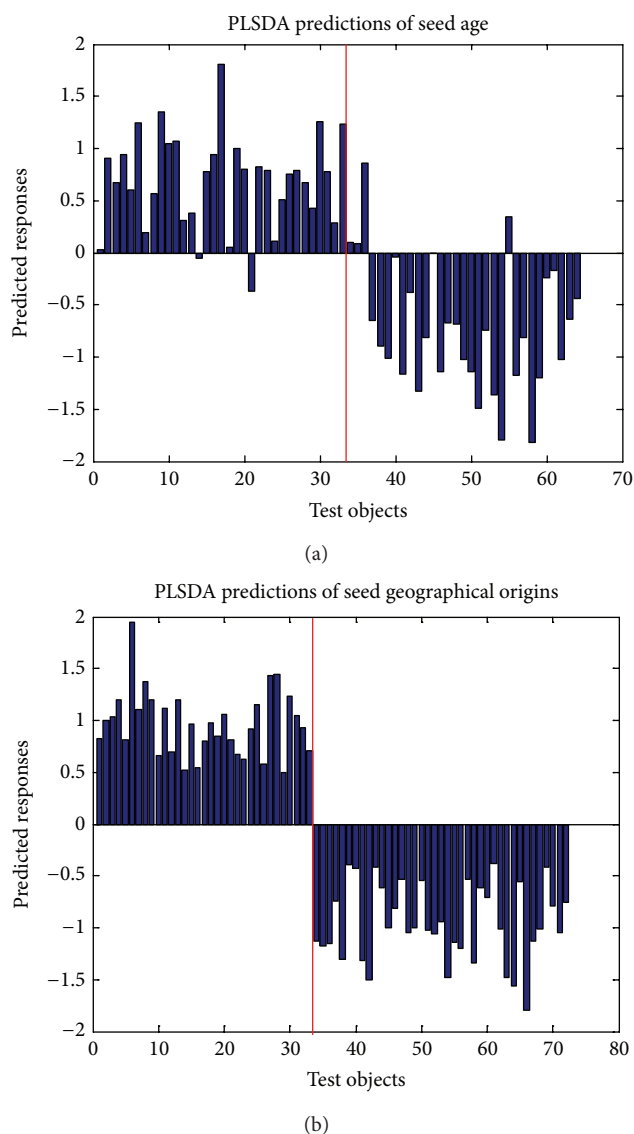 PLSDA predictions of seed age
2
1.5
1
0.5
0
−0.5
−1
−1.5
−2
Predicted responses
0 10 20 30 40 50 60 70
Test objects
(a)
PLSDA predictions of seed geographical origins
2
1.5
1
0.5
0
−0.5
−1
−1.5
−2
Predicted responses
0 10 20 30 40 50 60 70 80
Test objects
(b)